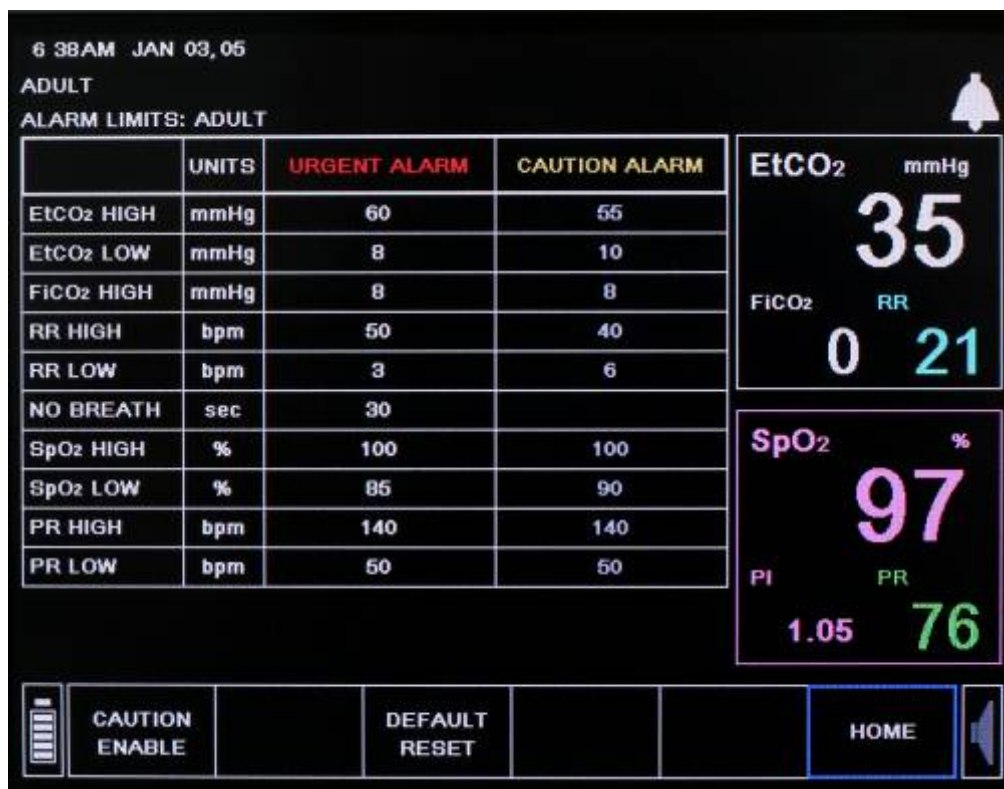 6 38AM JAN 03,05
ADULT
ALARM LIMITS: ADULT
UNITS URGENT ALARM CAUTION ALARM
EtCO2 HIGH mmHg 60 55
EtCO2 LOW mmHg 8 10
FiCO2 HIGH mmHg 8 8
RR HIGH bpm 50 40
RR LOW bpm 3 6
NO BREATH sec 30
SpO2 HIGH % 100 100
SpO2 LOW % 85 90
PR HIGH bpm 140 140
PR LOW bpm 50 50
EtCO2 mmHg
35
FiCO2 RR
0 21
SpO2 %
97
PI PR
1.05 76
CAUTION ENABLE
DEFAULT RESET
HOME